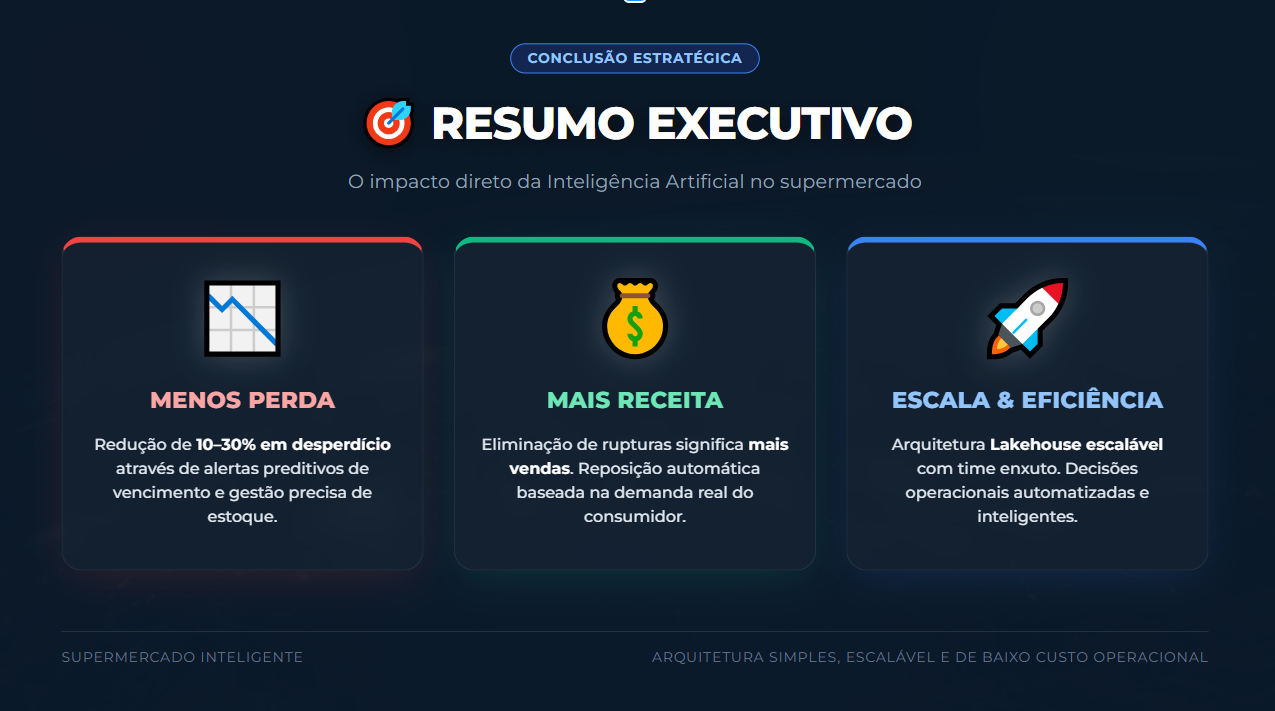 CONCLUSÃO ESTRATÉGICA
RESUMO EXECUTIVO
O impacto direto da Inteligência Artificial no supermercado
MENOS PERDA
Redução de 10–30% em desperdício
através de alertas preditivos de
vencimento e gestão precisa de
estoque.
MAIS RECEITA
Eliminação de rupturas significa mais
vendas. Reposição automática
baseada na demanda real do
consumidor.
ESCALA & EFICIÊNCIA
Arquitetura Lakehouse escalável
com time enxuto. Decisões
operacionais automatizadas e
inteligentes.
SUPERMERCADO INTELIGENTE
ARQUITETURA SIMPLES, ESCALÁVEL E DE BAIXO CUSTO OPERACIONAL